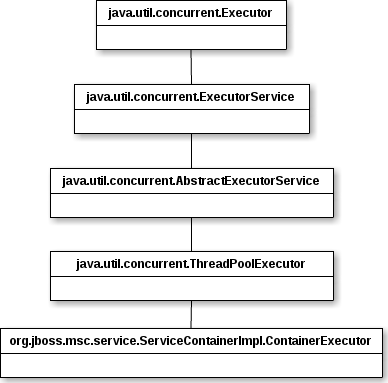 java.util.concurrent.Executor
java.util.concurrent.ExecutorService
java.util.concurrent.AbstractExecutorService
java.util.concurrent.ThreadPoolExecutor
org.jboss.msc.service.ServiceContainerImpl.ContainerExecutor